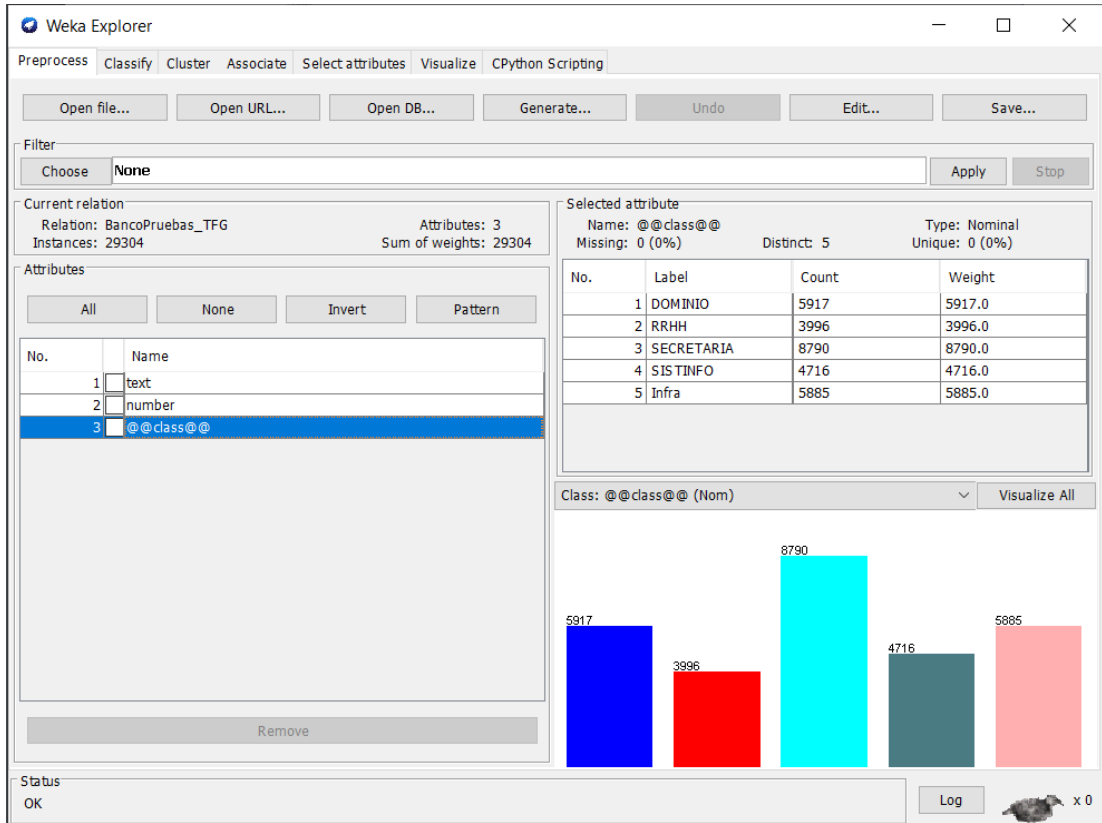 Weka Explorer
Preprocess Classify Cluster Associate Select attributes Visualize CPython Scripting
Open file... Open URL... Open DB... Generate... Undo Edit... Save...
Filter
Choose None Apply Stop
Current relation
Relation: BancoPruebas_TFG Attributes: 3
Instances: 29304 Sum of weights: 29304
Attributes
All None Invert Pattern
No. Name
1 text
2 number
3 @@class@@
Remove
Selected attribute
Name: @@class@@ Type: Nominal
Missing: 0 (0%) Distinct: 5 Unique: 0 (0%)
No. Label Count Weight
1 DOMINIO 5917 5917.0
2 RRHH 3996 3996.0
3 SECRETARIA 8790 8790.0
4 SISTINFO 4716 4716.0
5 Infra 5885 5885.0
Class: @@class@@ (Nom) Visualize All
5917 3996 8790 4716 5885
Status
OK Log x 0